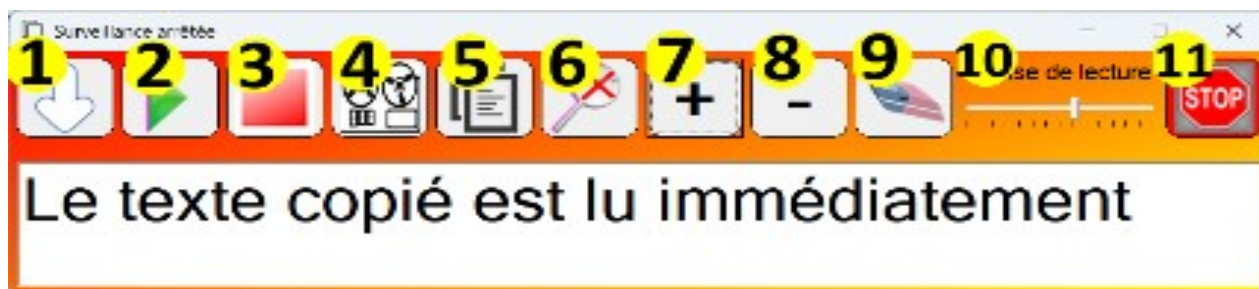 Surveillance arrêtée
1 2 3 4 5 6 7 8 9 10 11
+ - de lecture STOP
Le texte copié est lu immédiatement